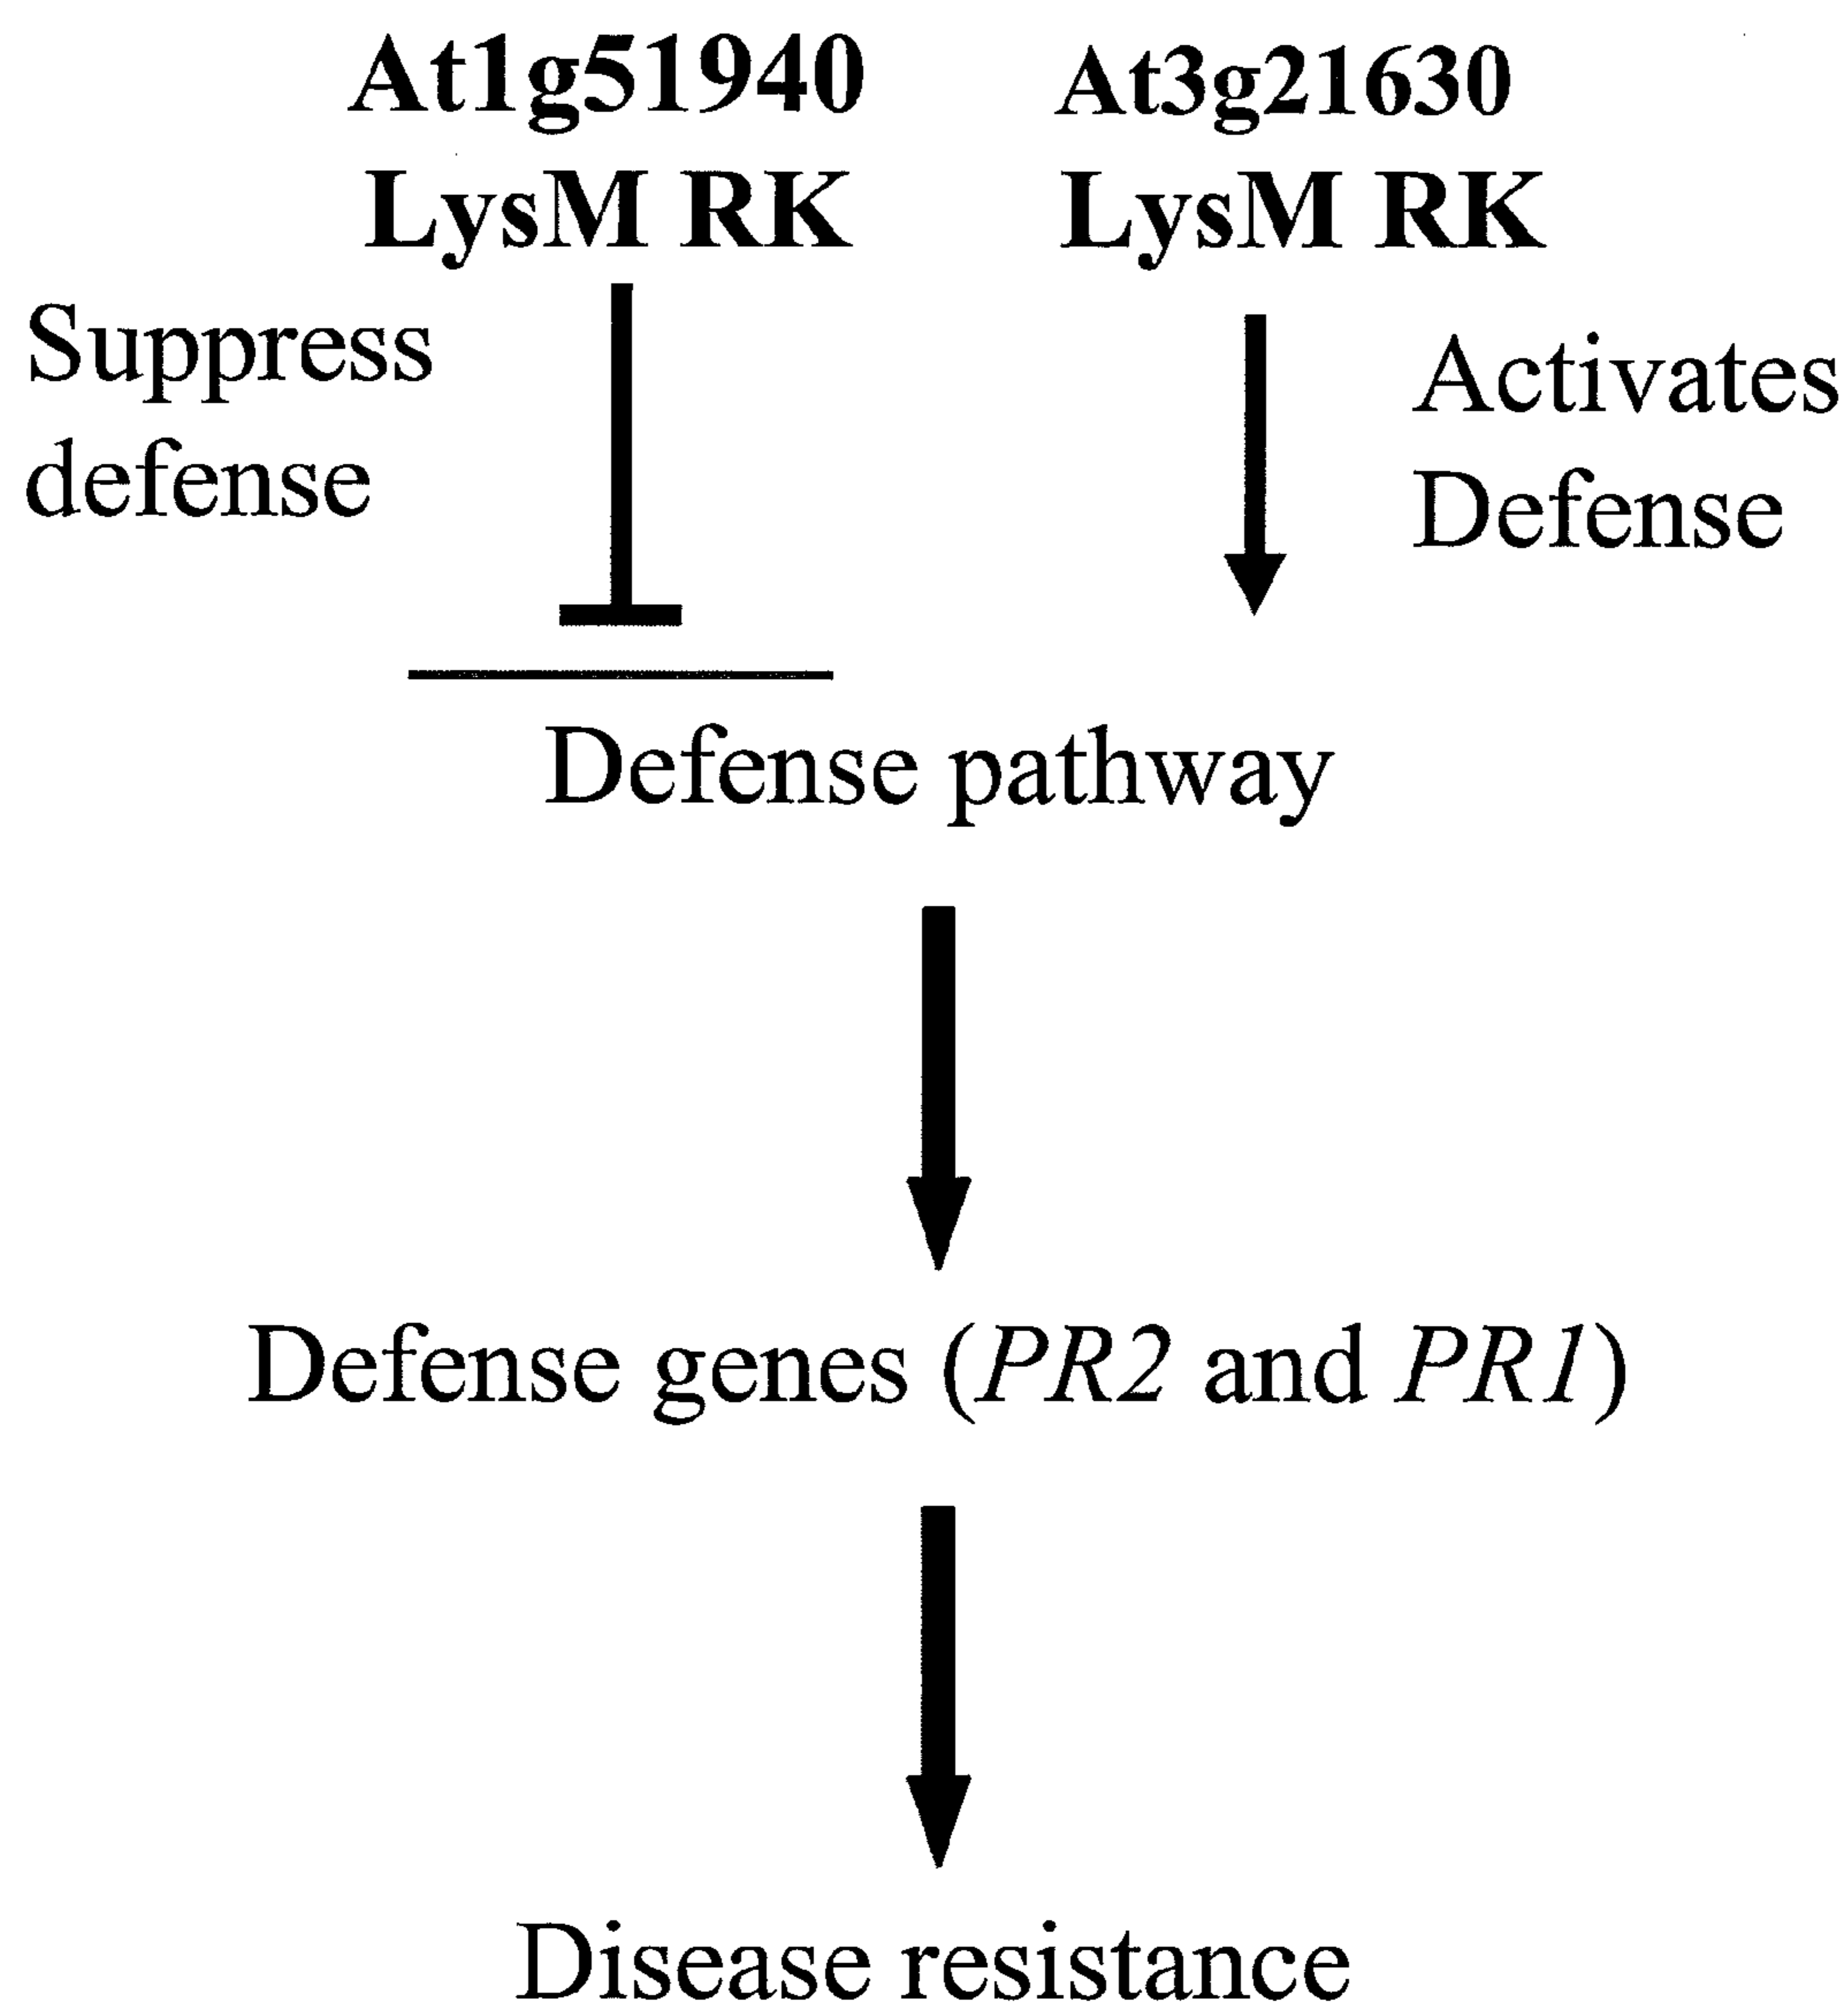 At1g51940 At3g21630
LysM RK LysM RK
Suppress
defense
Activates
Defense
Defense pathway
Defense genes (PR2 and PR1)
Disease resistance